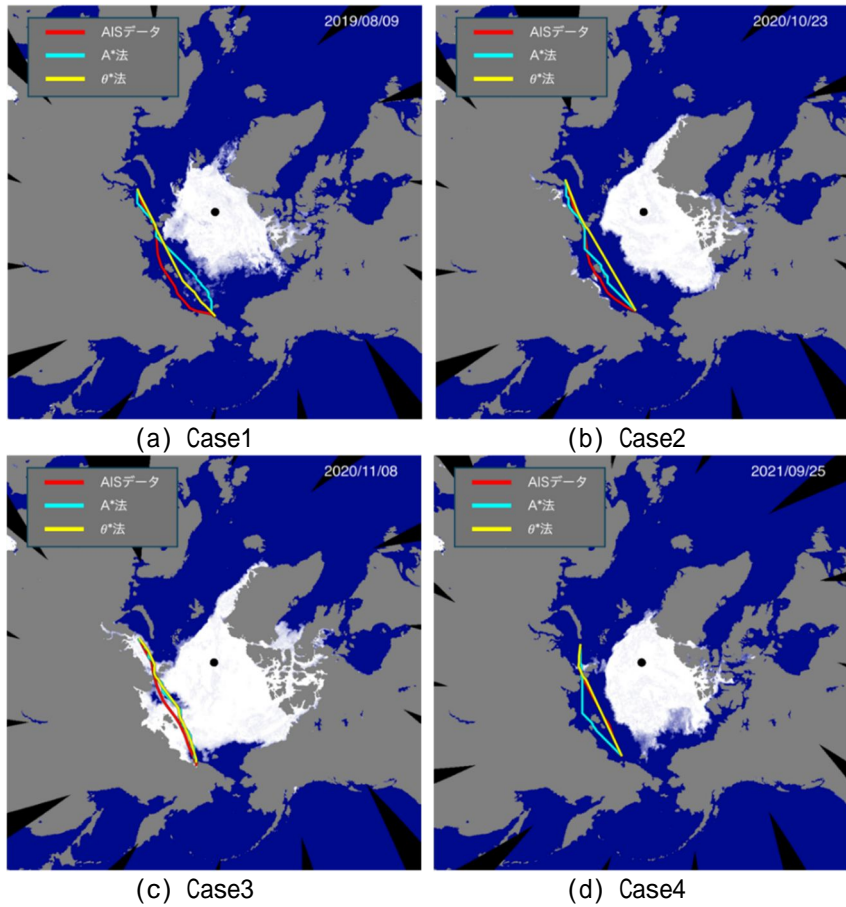 2019/08/09
AISデータ
A*法
θ*法
(a) Case1
2020/10/23
AISデータ
A*法
θ*法
(b) Case2
2020/11/08
AISデータ
A*法
θ*法
(c) Case3
2021/09/25
AISデータ
A*法
θ*法
(d) Case4